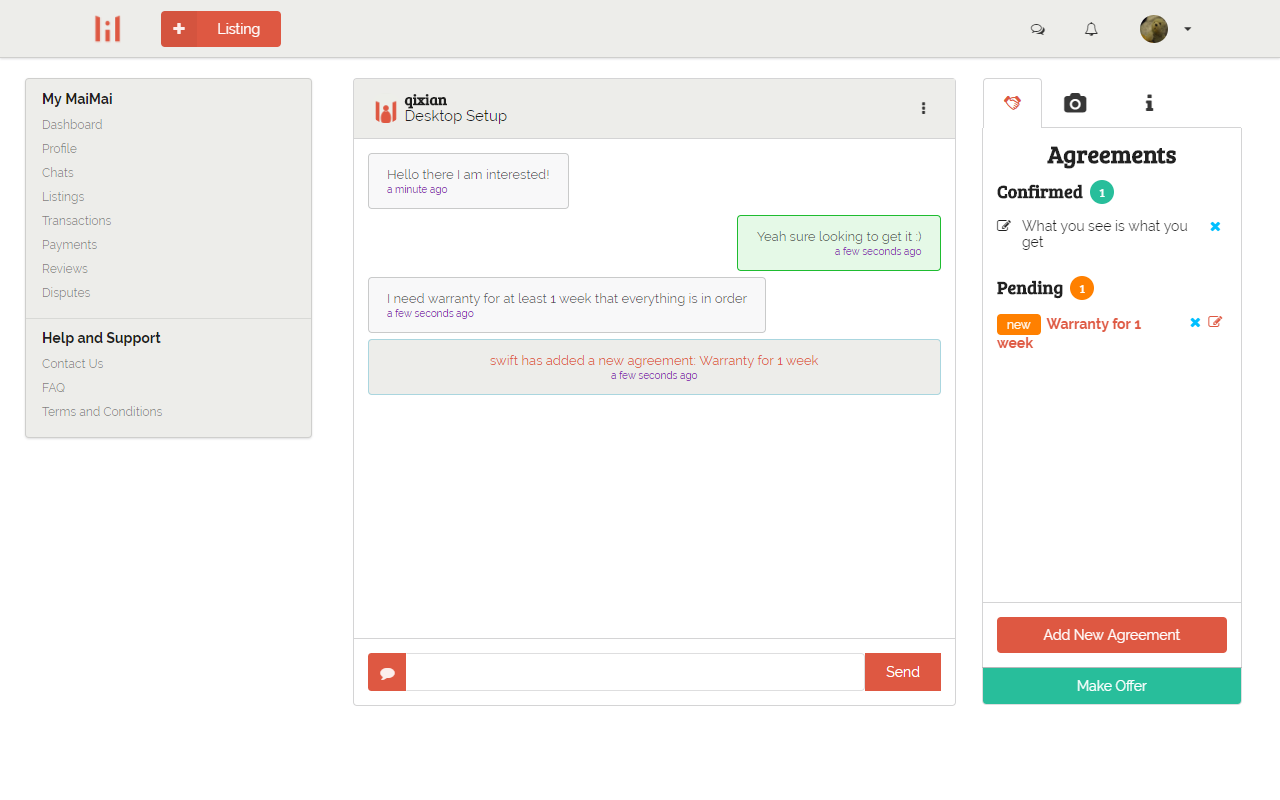 Listing
My MaiMai
Dashboard
Profile
Chats
Listings
Transactions
Payments
Reviews
Disputes
Help and Support
Contact Us
FAQ
Terms and Conditions
qixian
Desktop Setup
Hello there I am interested!
a minute ago
Yeah sure looking to get it :)
a few seconds ago
I need warranty for at least 1 week that everything is in order
a few seconds ago
swift has added a new agreement: Warranty for 1 week
a few seconds ago
Send
Agreements
Confirmed 1
What you see is what you
get
Pending 1
new Warranty for 1
week
Add New Agreement
Make Offer